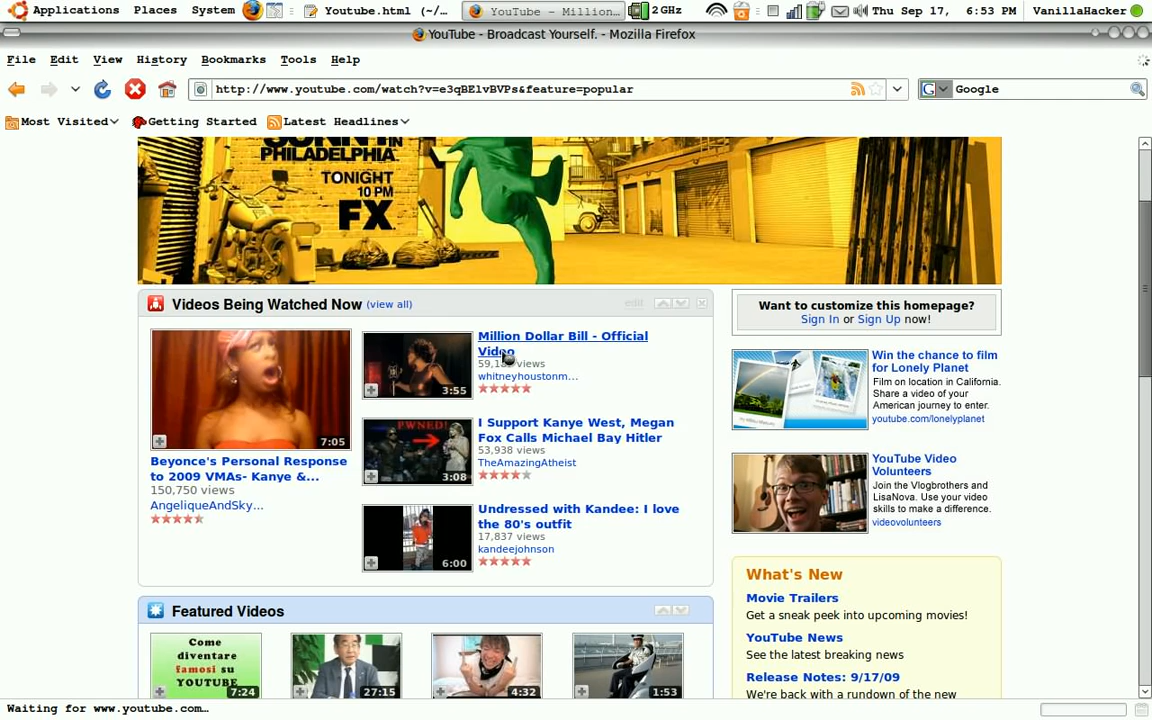 Applications Places System Youtube.html (~/… YouTube - Million… 2 GHz Thu Sep 17, 6:53 PM VanillaHacker
YouTube - Broadcast Yourself. - Mozilla Firefox
File Edit View History Bookmarks Tools Help
http://www.youtube.com/watch?v=e3qBElvBVPs&feature=popular
G Google
Most Visited Getting Started Latest Headlines
SUNNY IN
PHILADELPHIA
TONIGHT
10 PM
FX
Videos Being Watched Now (view all)
edit
7:05
Beyonce's Personal Response
to 2009 VMAs- Kanye &...
150,750 views
AngeliqueAndSky...
3:55
Million Dollar Bill - Official
Video
views
whitneyhoustonm...
PWNED!
3:08
I Support Kanye West, Megan
Fox Calls Michael Bay Hitler
53,938 views
TheAmazingAtheist
6:00
Undressed with Kandee: I love
the 80's outfit
17,837 views
kandeejohnson
Featured Videos
Come
diventare
famosi su
YOUTUBE
7:24
27:15
4:32
1:53
Want to customize this homepage?
Sign In or Sign Up now!
Win the chance to film
for Lonely Planet
Film on location in California.
Share a video of your
American journey to enter.
youtube.com/lonelyplanet
YouTube Video
Volunteers
Join the Vlogbrothers and
LisaNova. Use your video
skills to make a difference.
videovolunteers
What's New
Movie Trailers
Get a sneak peek into upcoming movies!
YouTube News
See the latest breaking news
Release Notes: 9/17/09
We're back with a rundown of the new
Waiting for www.youtube.com…